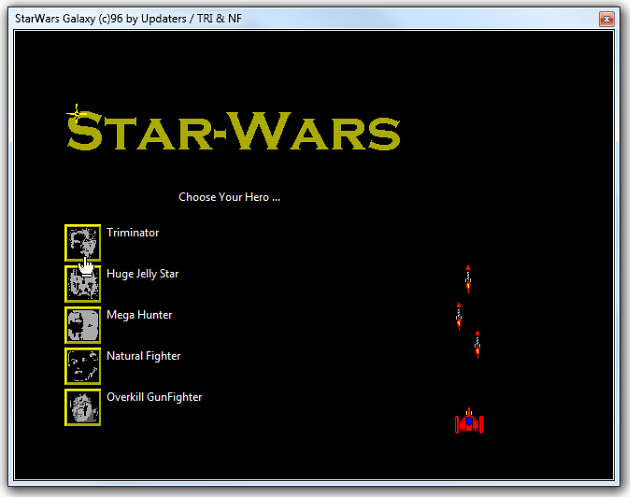 StarWars Galaxy (c)96 by Updaters / TRI & NF
STAR-WARS
Choose Your Hero ...
Triminator
Huge Jelly Star
Mega Hunter
Natural Fighter
Overkill GunFighter